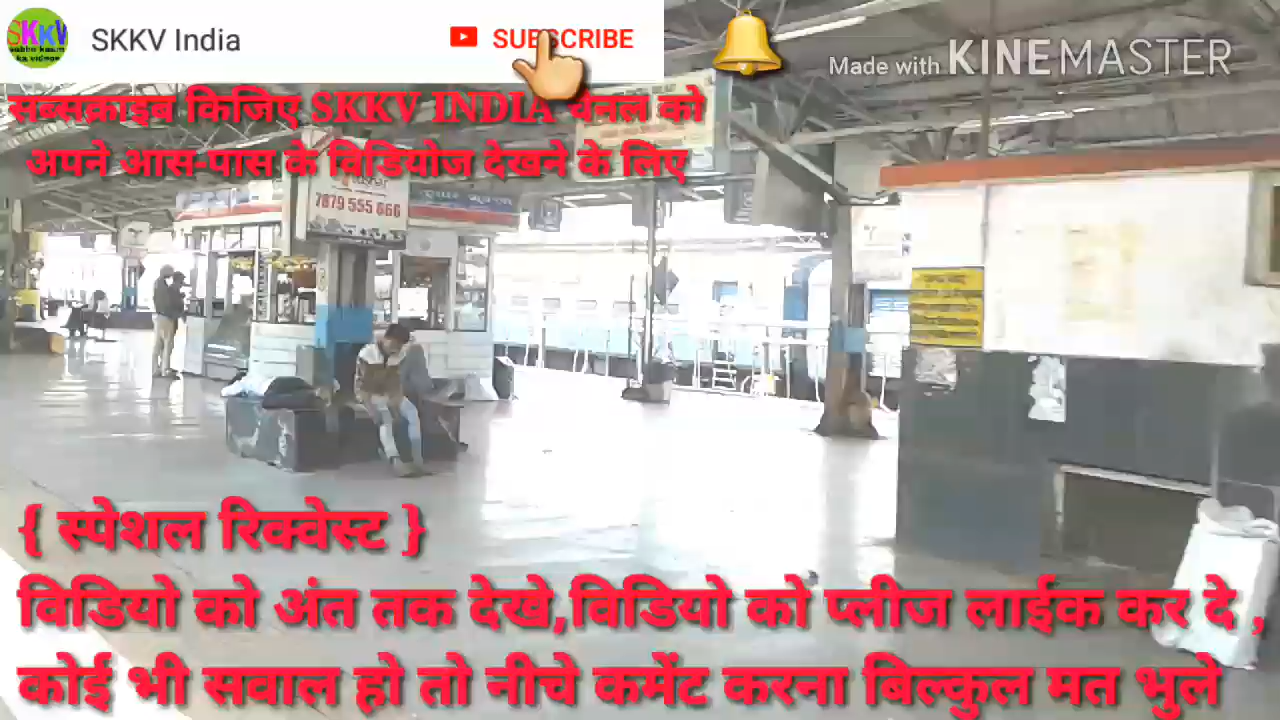 SKKV India
SUBSCRIBE
Made with KINEMASTER
सब्सक्राइब किजिए SKKV INDIA चेनल को
अपने आस-पास के विडियोज देखने के लिए
7879 555 666
{ स्पेशल रिक्वेस्ट }
विडियो को अंत तक देखे,विडियो को प्लीज लाईक कर दे ,
कोई भी सवाल हो तो नीचे कमेंट करना बिल्कुल मत भुले